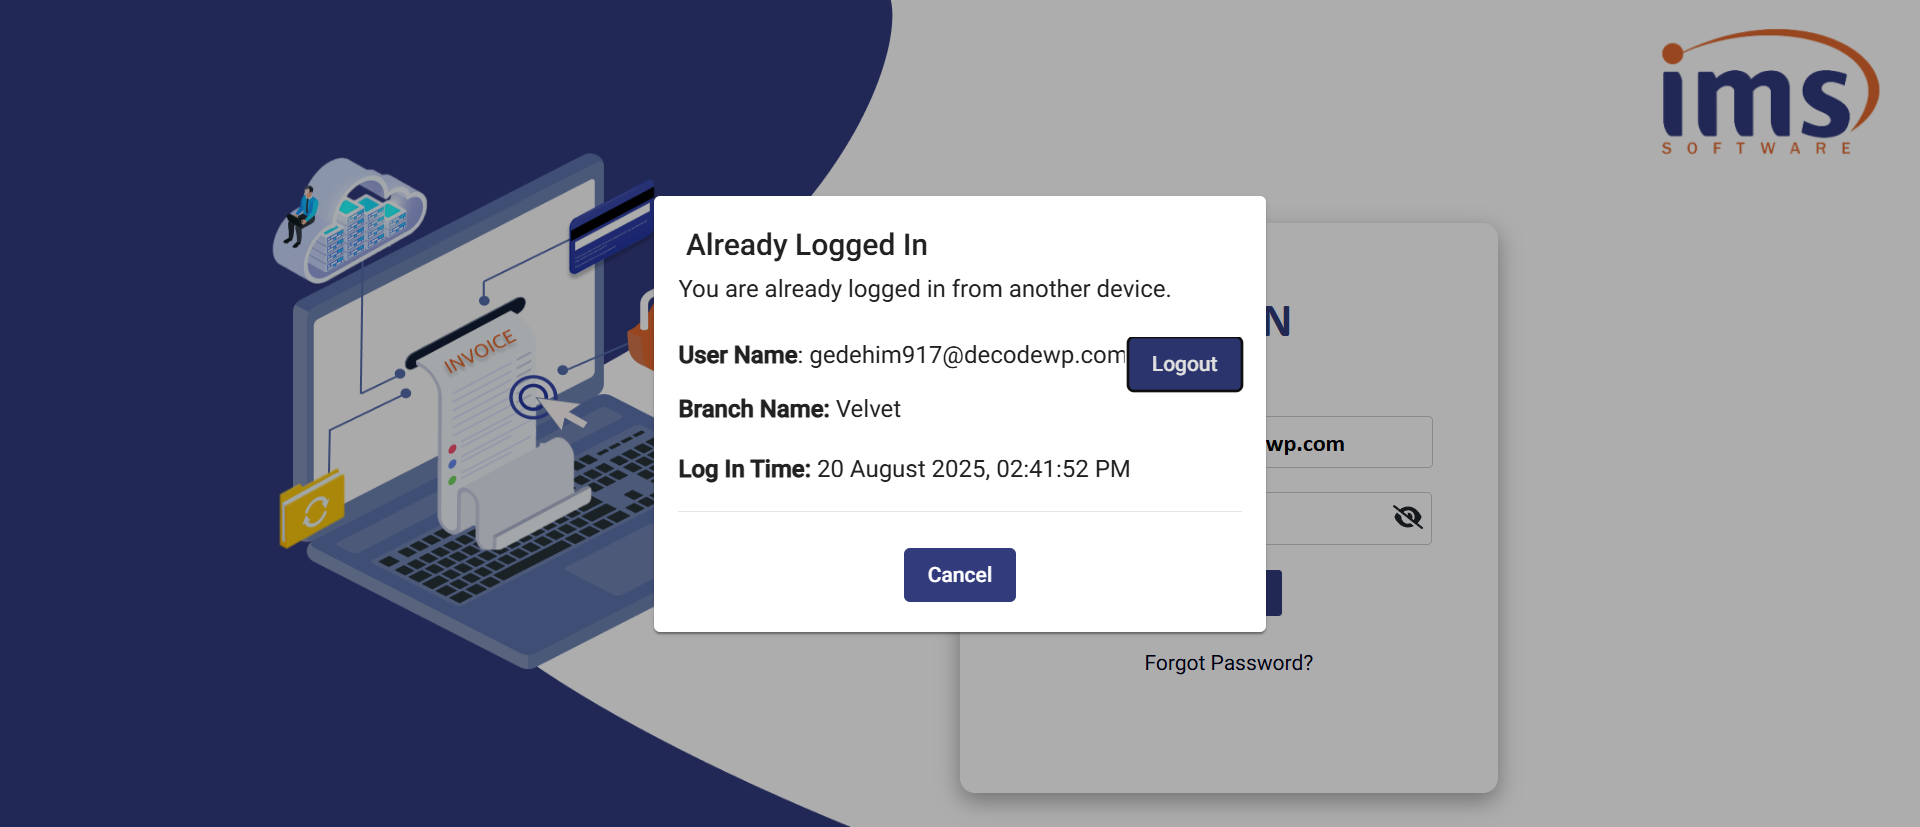 ims
SOFTWARE
INVOICE
Already Logged In
You are already logged in from another device.
User Name: gedehim917@decodewp.com
Logout
Branch Name: Velvet
Log In Time: 20 August 2025, 02:41:52 PM
Cancel
N
wp.com
Forgot Password?